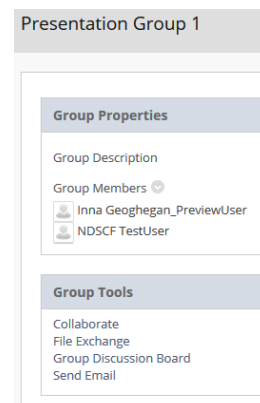 Presentation Group 1
Group Properties
Group Description
Group Members
Inna Geoghegan_PreviewUser
NDSCF TestUser
Group Tools
Collaborate
File Exchange
Group Discussion Board
Send Email